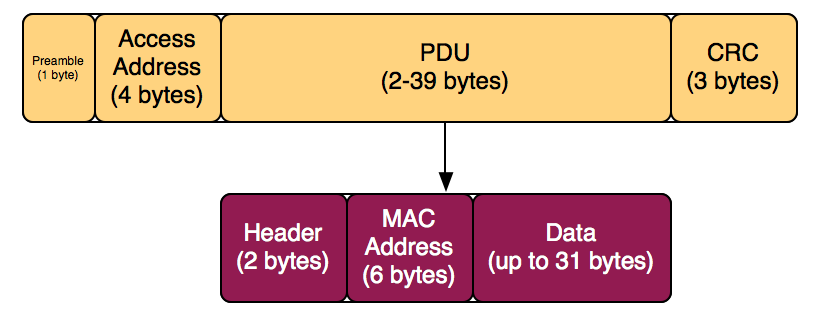 Preamble
(1 byte)
Access
Address
(4 bytes)
PDU
(2-39 bytes)
CRC
(3 bytes)
Header
(2 bytes)
MAC
Address
(6 bytes)
Data
(up to 31 bytes)